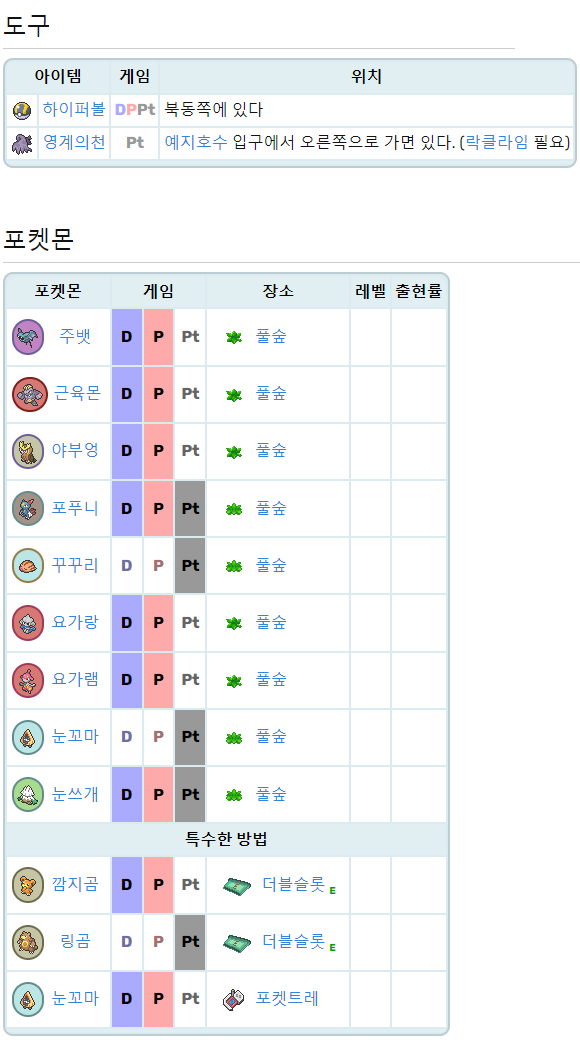 도구
아이템 게임 위치
하이퍼볼 DPPt 북동쪽에 있다
영계의천 Pt 예지호수 입구에서 오른쪽으로 가면 있다. (락클라임 필요)
포켓몬
포켓몬 게임 장소 레벨 출현률
주뱃 D P Pt 풀숲
근육몬 D P Pt 풀숲
야부엉 D P Pt 풀숲
포푸니 D P Pt 풀숲
꾸꾸리 D P Pt 풀숲
요가랑 D P Pt 풀숲
요가램 D P Pt 풀숲
눈꼬마 D P Pt 풀숲
눈쓰개 D P Pt 풀숲
특수한 방법
깜지곰 D P Pt 더블슬롯 E
링곰 D P Pt 더블슬롯 E
눈꼬마 D P Pt 포켓트레